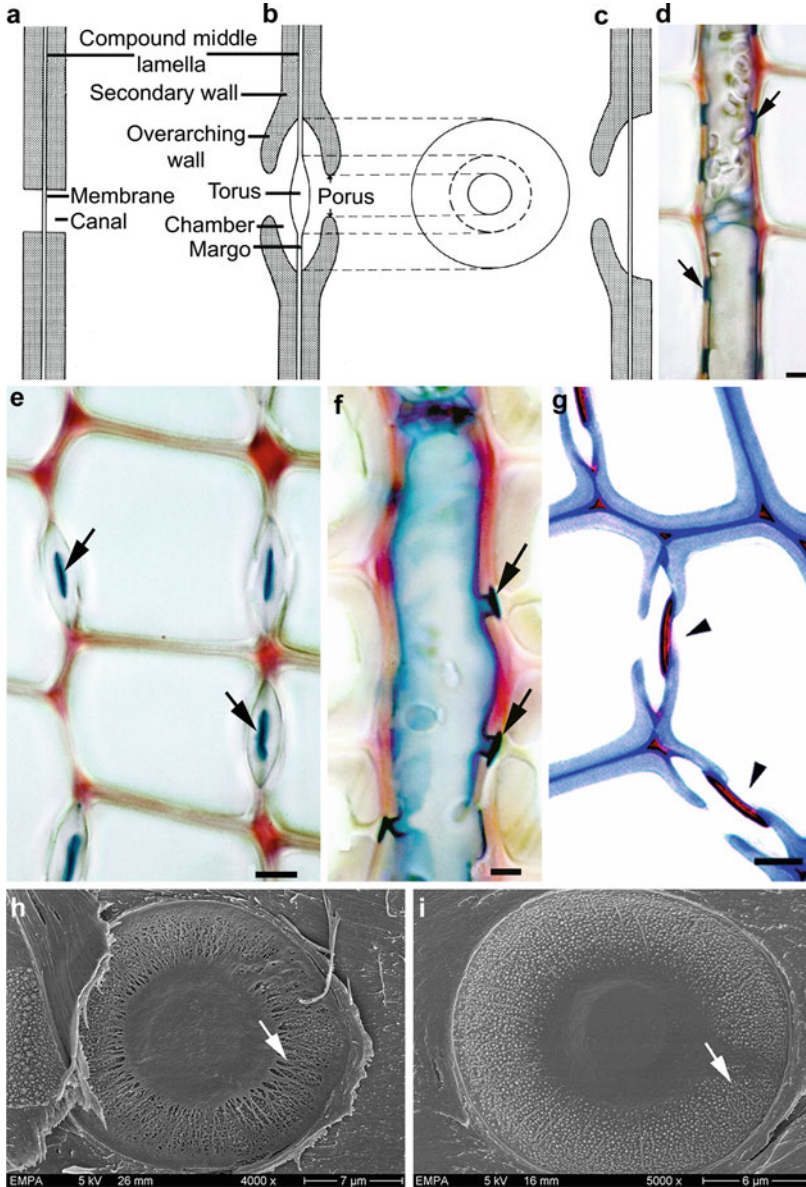 a
b
c
d
Compound middle
lamella
Secondary wall
Overarching
wall
Membrane
Canal
Torus
Porus
Chamber
Margo
e
f
g
h
i
EMPA 5 kV 26 mm 4000 x 7 µm
EMPA 5 kV 16 mm 5000 x 6 µm